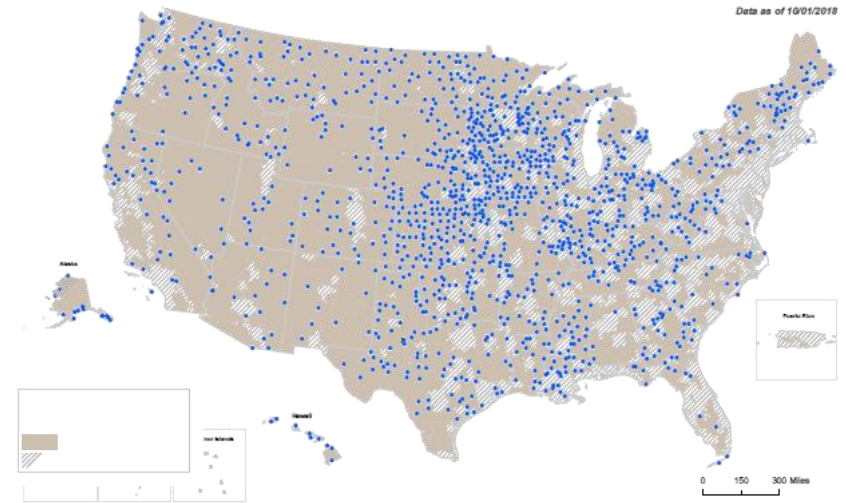 Data as of 10/01/2018
Alaska
Puerto Rico
Hawaii
0 150 300 Miles